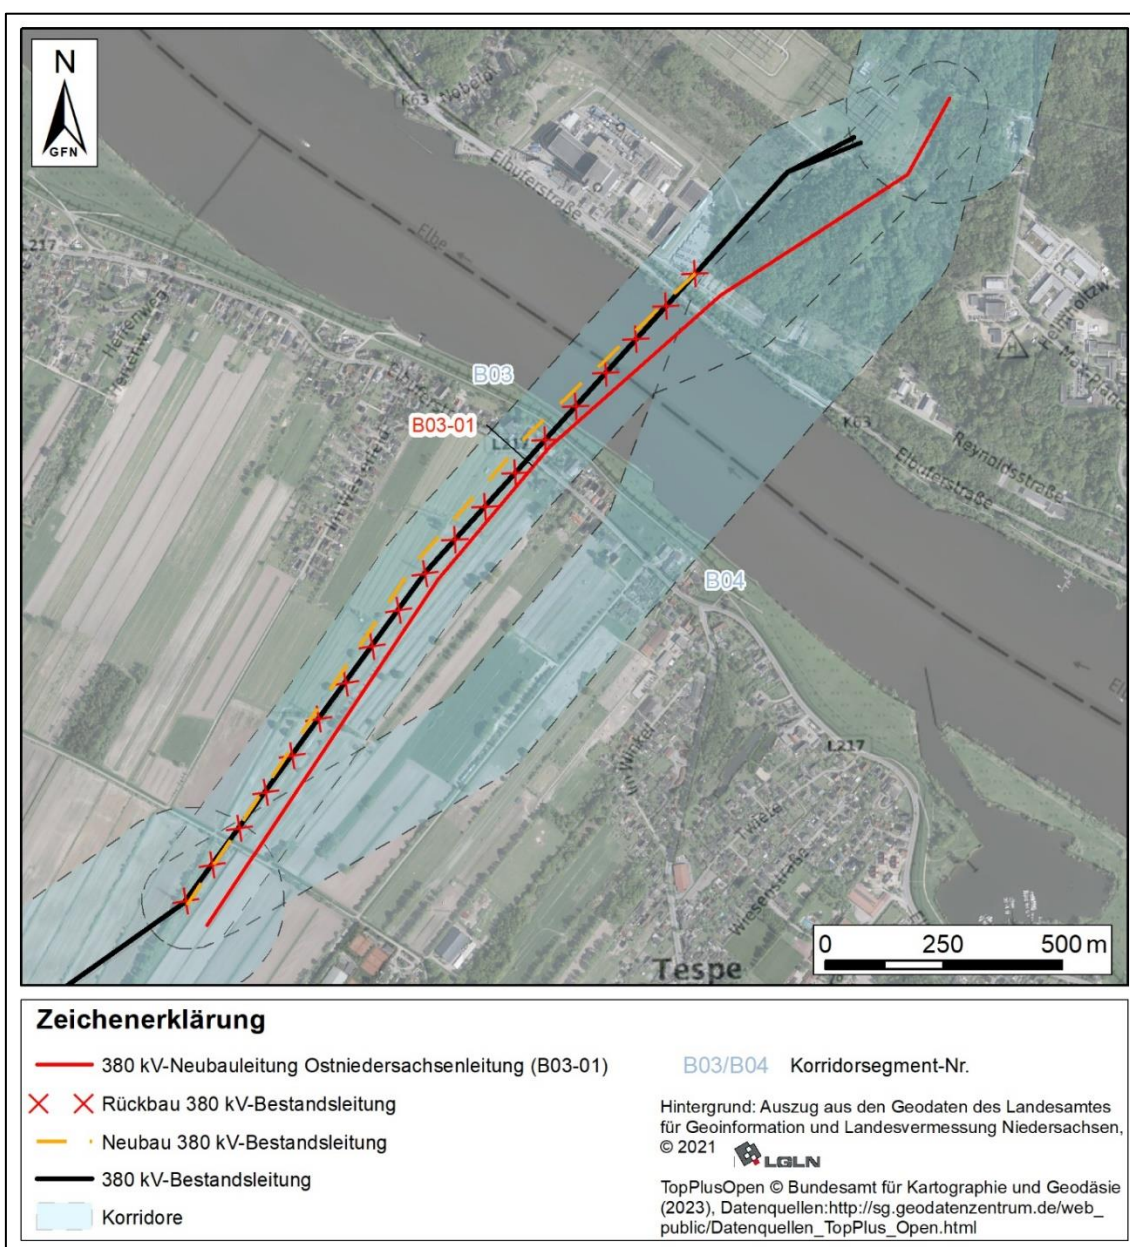 N
GFN
K63
Elbuferstraße
Elbe
L217
Heinenweg
B03
B03-01
L217
K63
Elbuferstraße
Reynoldsstraße
B04
Im Winkel
L217
Twiete
Wiesenstraße
Tespe
0 250 500 m
Zeichenerklärung
380 kV-Neubauleitung Ostniedersachsenleitung (B03-01)
Rückbau 380 kV-Bestandsleitung
Neubau 380 kV-Bestandsleitung
380 kV-Bestandsleitung
Korridore
B03/B04 Korridorsegment-Nr.
Hintergrund: Auszug aus den Geodaten des Landesamtes
für Geoinformation und Landesvermessung Niedersachsen,
© 2021 LGLN
TopPlusOpen © Bundesamt für Kartographie und Geodäsie
(2023), Datenquellen:http://sg.geodatenzentrum.de/web_
public/Datenquellen_TopPlus_Open.html